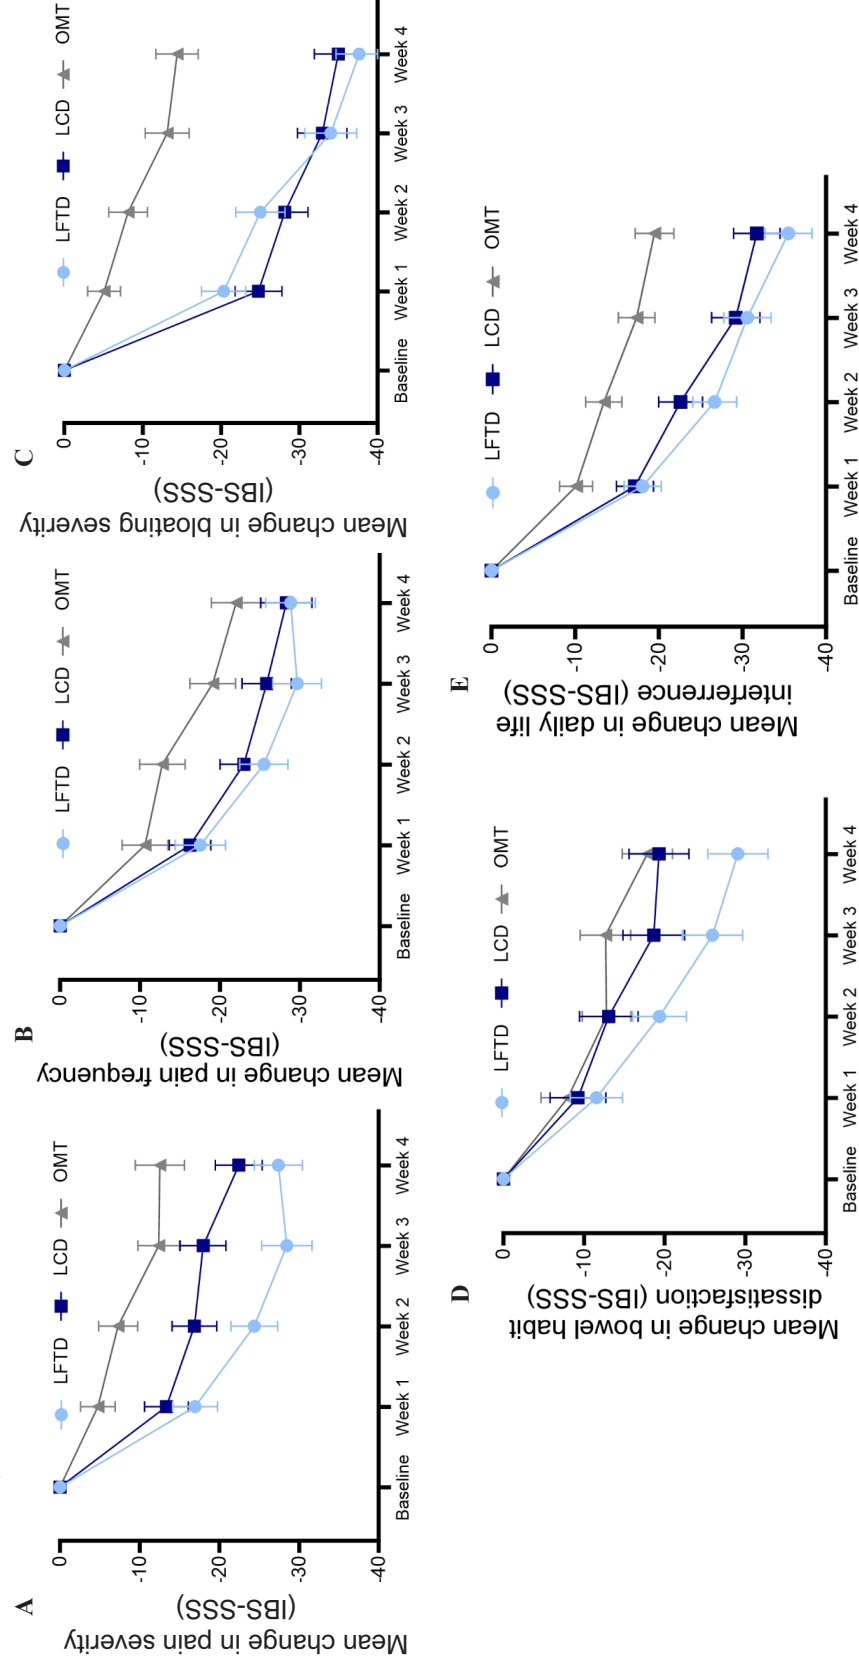 A
Mean change in pain severity
(IBS-SSS)
0
-10
-20
-30
-40
LFTD LCD OMT
Baseline Week 1 Week 2 Week 3 Week 4
B
Mean change in pain frequency
(IBS-SSS)
0
-10
-20
-30
-40
LFTD LCD OMT
Baseline Week 1 Week 2 Week 3 Week 4
C
Mean change in bloating severity
(IBS-SSS)
0
-10
-20
-30
-40
LFTD LCD OMT
Baseline Week 1 Week 2 Week 3 Week 4
D
Mean change in bowel habit
dissatisfaction (IBS-SSS)
0
-10
-20
-30
-40
LFTD LCD OMT
Baseline Week 1 Week 2 Week 3 Week 4
E
Mean change in daily life
interferrence (IBS-SSS)
0
-10
-20
-30
-40
LFTD LCD OMT
Baseline Week 1 Week 2 Week 3 Week 4